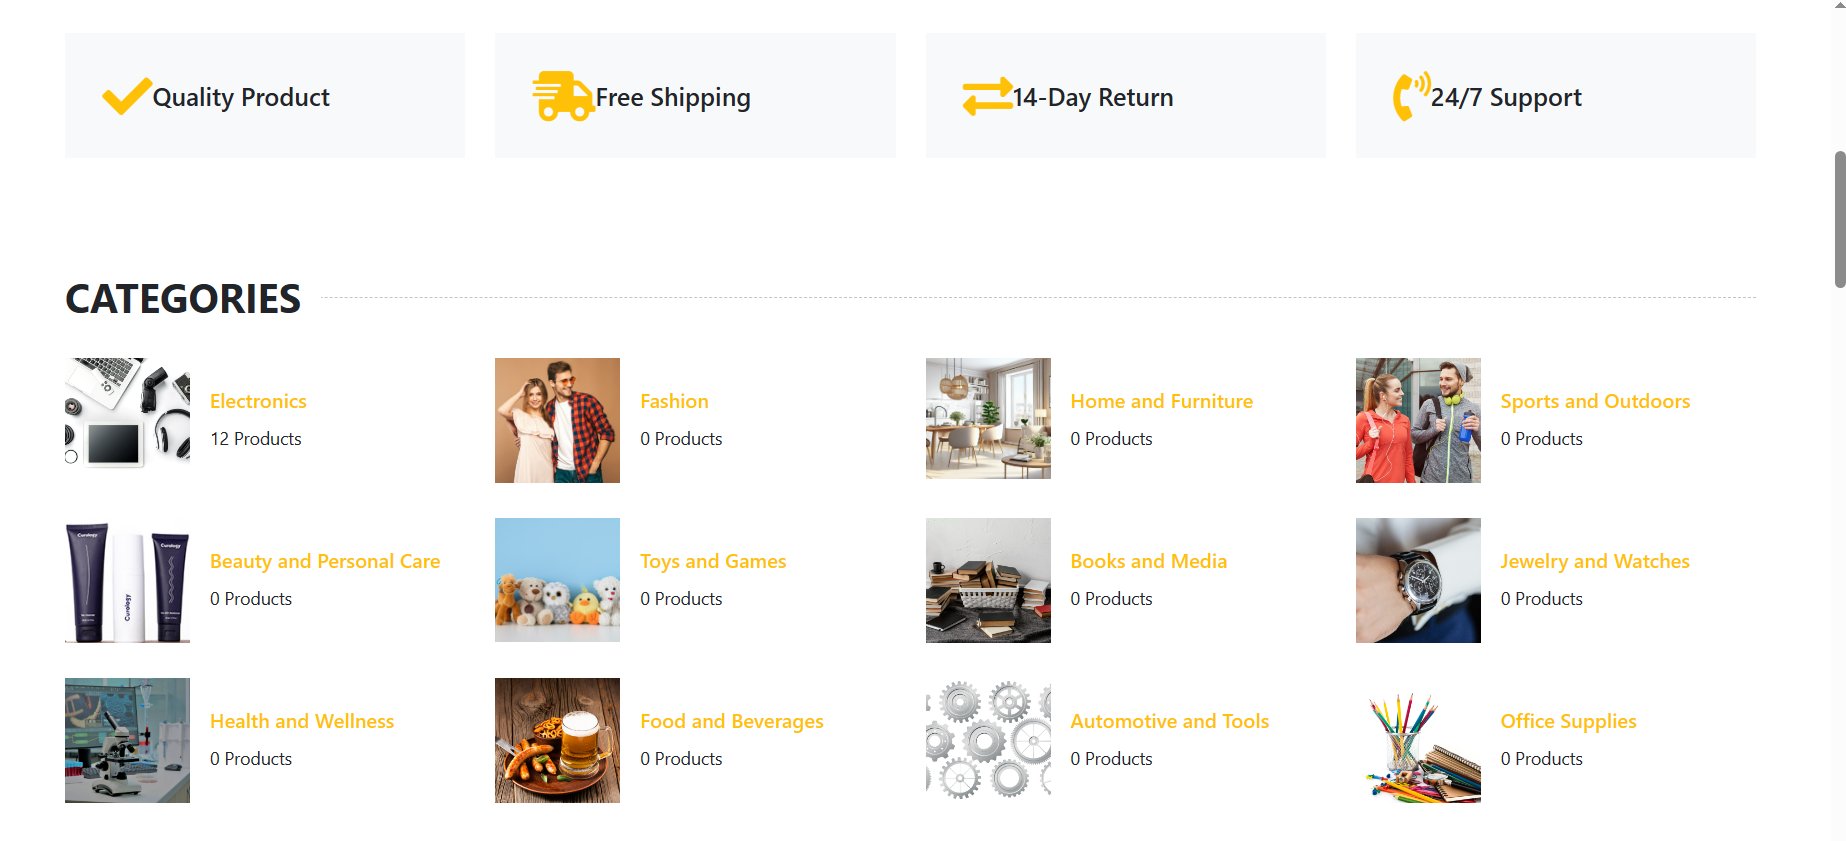 Quality Product
Free Shipping
14-Day Return
24/7 Support
CATEGORIES
Electronics
12 Products
Fashion
0 Products
Home and Furniture
0 Products
Sports and Outdoors
0 Products
Curology
Curology
Curology
Beauty and Personal Care
0 Products
Toys and Games
0 Products
Books and Media
0 Products
Jewelry and Watches
0 Products
Health and Wellness
0 Products
Food and Beverages
0 Products
Automotive and Tools
0 Products
Office Supplies
0 Products